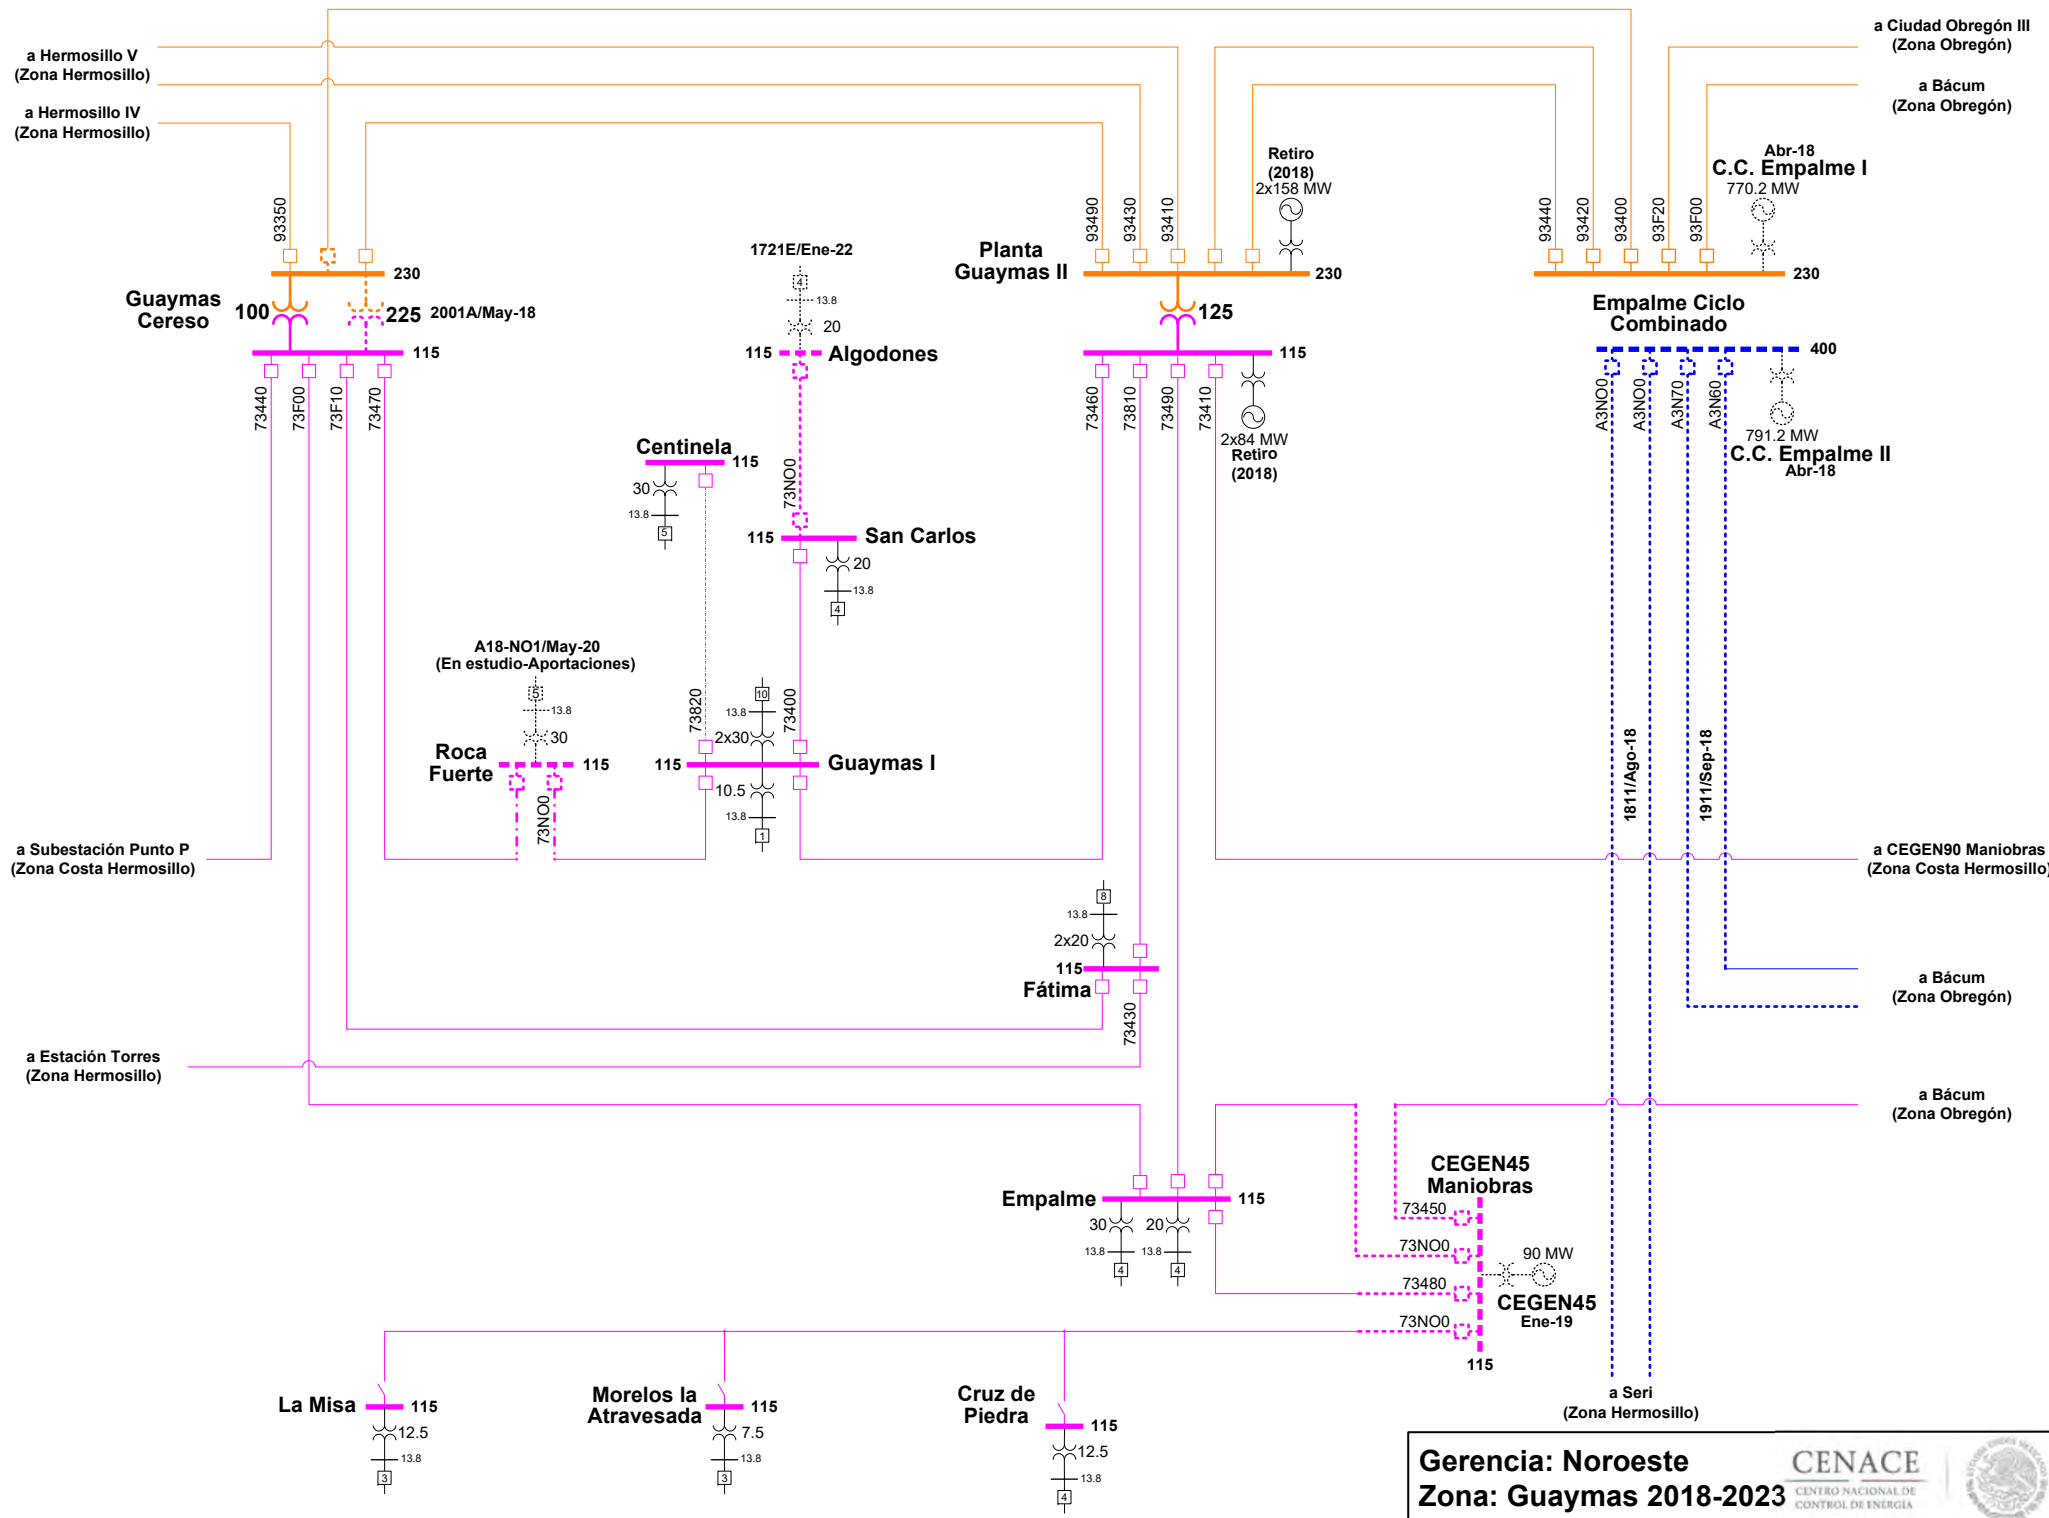 a Hermosillo V
(Zona Hermosillo)
a Hermosillo IV
(Zona Hermosillo)
a Ciudad Obregón III
(Zona Obregón)
a Bácum
(Zona Obregón)
93350
93490
93430
93410
93440
93420
93400
93F20
93F00
Retiro
(2018)
2x158 MW
Abr-18
C.C. Empalme I
770.2 MW
230
Guaymas
Cereso
100
225
2001A/May-18
115
73440
73F00
73F10
73470
1721E/Ene-22
4
13.8
20
115
Algodones
73NO0
Planta
Guaymas II
230
125
115
73460
73810
73490
73410
2x84 MW
Retiro
(2018)
230
Empalme Ciclo
Combinado
400
A3NO0
A3NO0
A3N70
A3N60
791.2 MW
C.C. Empalme II
Abr-18
Centinela
115
30
13.8
5
115
San Carlos
20
13.8
4
A18-NO1/May-20
(En estudio-Aportaciones)
5
13.8
30
Roca
Fuerte
115
73NO0
73820
73400
10
13.8
2x30
115
Guaymas I
10.5
13.8
1
1811/Ago-18
1911/Sep-18
a Subestación Punto P
(Zona Costa Hermosillo)
a CEGEN90 Maniobras
(Zona Costa Hermosillo)
8
13.8
2x20
115
Fátima
73430
a Bácum
(Zona Obregón)
a Estación Torres
(Zona Hermosillo)
a Bácum
(Zona Obregón)
Empalme
115
30
20
13.8
13.8
4
4
CEGEN45
Maniobras
73450
73NO0
73480
73NO0
90 MW
CEGEN45
Ene-19
115
La Misa
115
12.5
13.8
3
Morelos la
Atravesada
115
7.5
13.8
3
Cruz de
Piedra
115
12.5
13.8
4
a Seri
(Zona Hermosillo)
Gerencia: Noroeste
Zona: Guaymas 2018-2023
CENACE
CENTRO NACIONAL DE
CONTROL DE ENERGÍA